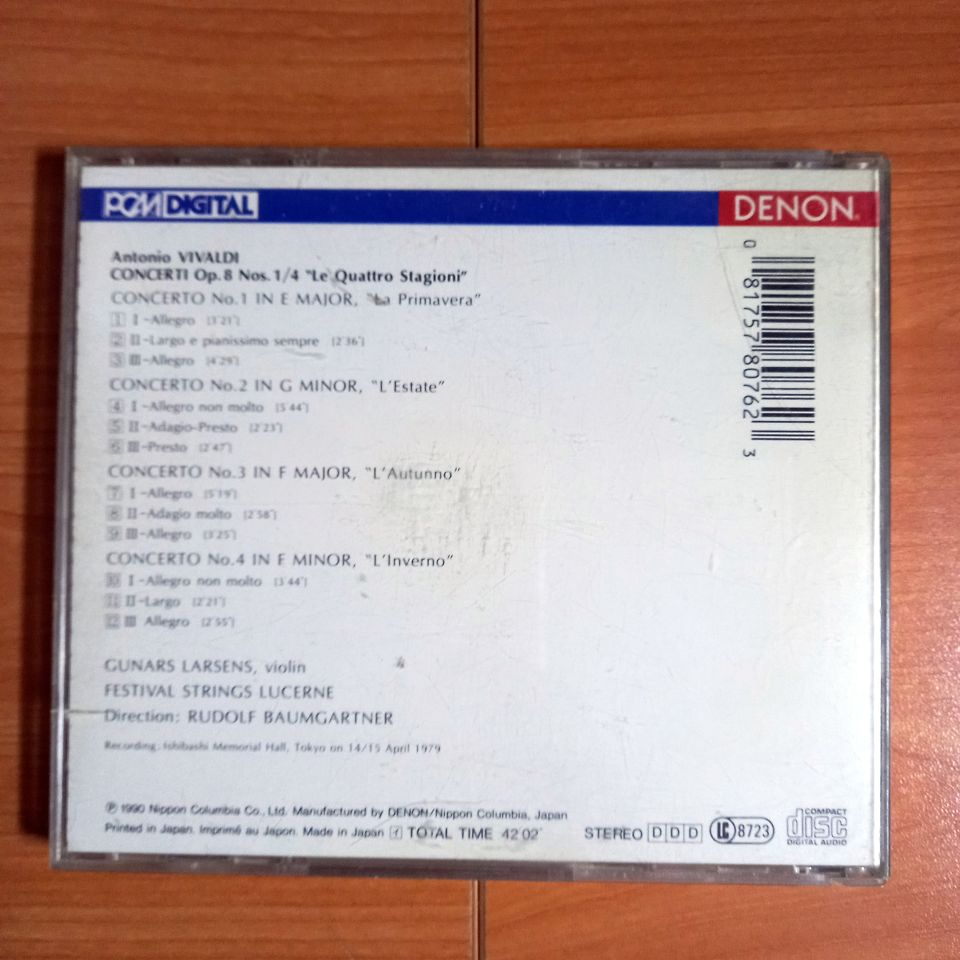 PCM DIGITAL
DENON
Antonio VIVALDI
CONCERTI Op. 8 Nos. 1/4 "Le Quattro Stagioni"
CONCERTO No. 1 IN E MAJOR, "La Primavera"
1 I-Allegro [3'21"]
2 II-Largo e pianissimo sempre [2'36"]
3 III-Allegro [4'29"]
CONCERTO No. 2 IN G MINOR, "L'Estate"
4 I-Allegro non molto [5'44"]
5 II-Adagio-Presto [2'23"]
6 III-Presto [2'47"]
CONCERTO No. 3 IN F MAJOR, "L'Autunno"
7 I-Allegro [5'19"]
8 II-Adagio molto [2'58"]
9 III-Allegro [3'25"]
CONCERTO No. 4 IN F MINOR, "L'Inverno"
10 I-Allegro non molto [3'44"]
11 II-Largo [2'21"]
12 III Allegro [2'55"]
GUNARS LARSENS, violin
FESTIVAL STRINGS LUCERNE
Direction: RUDOLF BAUMGARTNER
Recording: Ishibashi Memorial Hall, Tokyo on 14/15 April 1979
℗ 1990 Nippon Columbia Co., Ltd. Manufactured by DENON/Nippon Columbia, Japan
Printed in Japan. Imprimé au Japon. Made in Japan f TOTAL TIME 42'02"
STEREO DDD LC 8723
COMPACT disc DIGITAL AUDIO
0 81757 80762 3